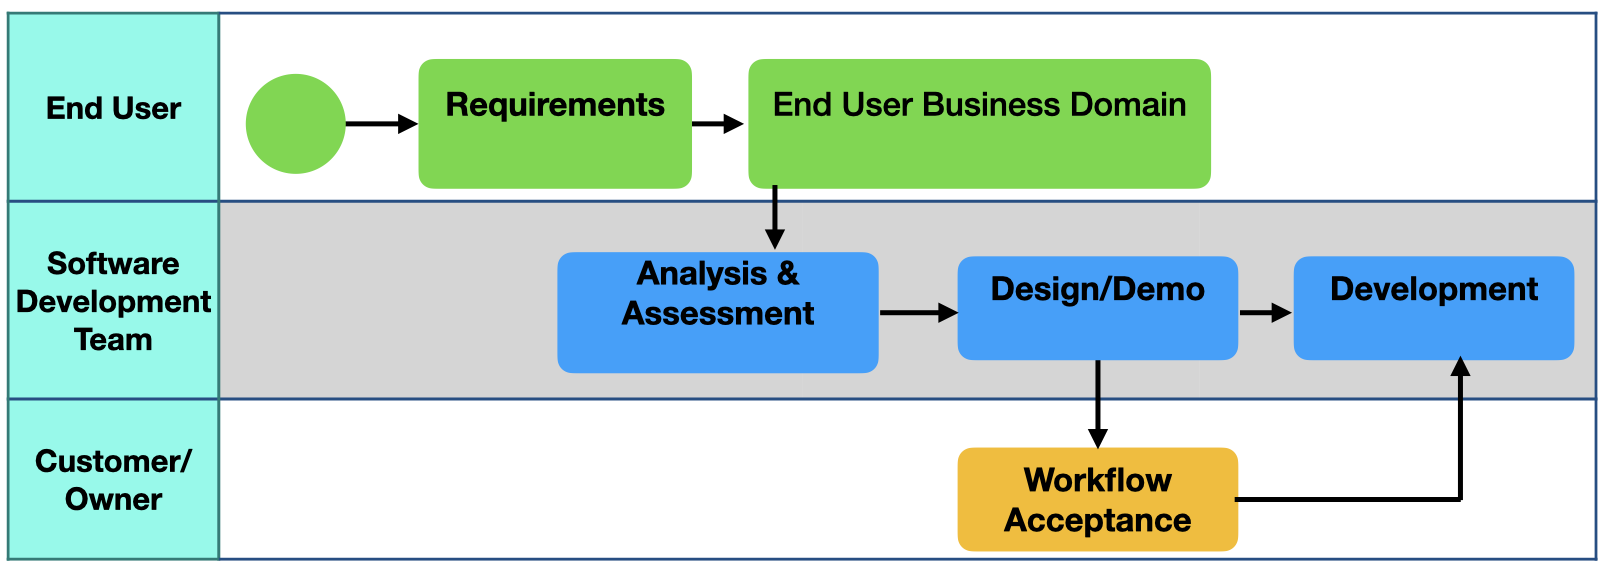 End User
Requirements
End User Business Domain
Software
Development
Team
Analysis &
Assessment
Design/Demo
Development
Customer/
Owner
Workflow
Acceptance